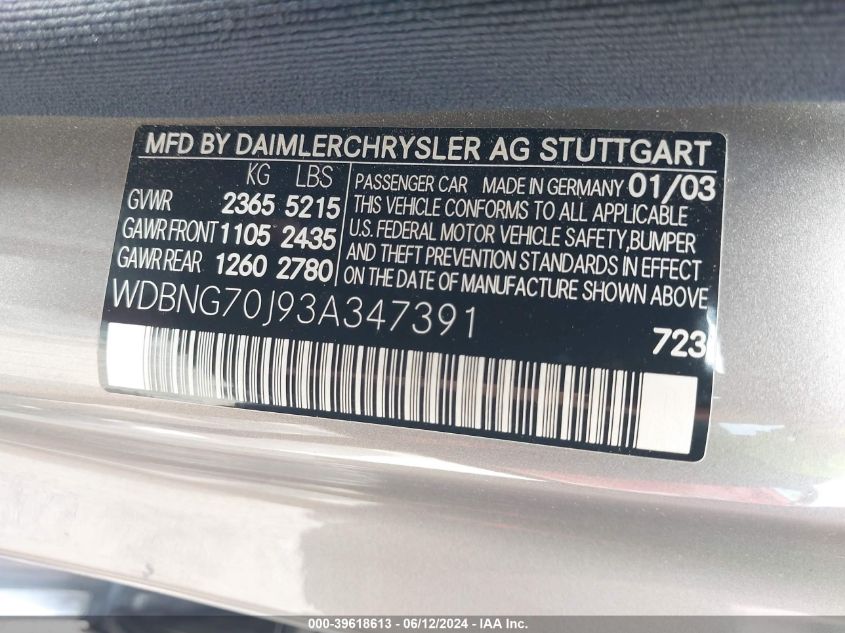 MFD BY DAIMLERCHRYSLER AG STUTTGART
KG LBS
GVWR 2365 5215
GAWR FRONT 1105 2435
GAWR REAR 1260 2780
PASSENGER CAR MADE IN GERMANY 01/03
THIS VEHICLE CONFORMS TO ALL APPLICABLE
U.S. FEDERAL MOTOR VEHICLE SAFETY,BUMPER
AND THEFT PREVENTION STANDARDS IN EFFECT
ON THE DATE OF MANUFACTURE SHOWN ABOVE
WDBNG70J93A347391
723
000-39618613 - 06/12/2024 - IAA Inc.